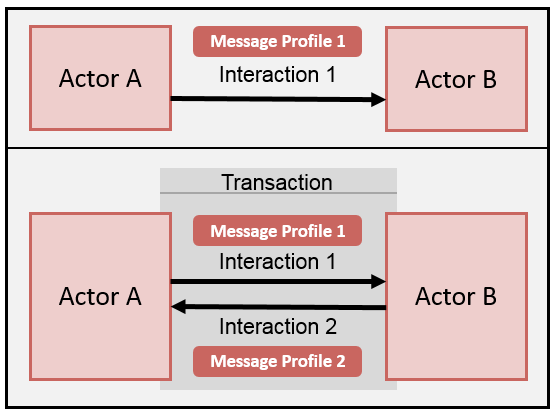 Message Profile 1
Actor A
Interaction 1
Actor B
Transaction
Message Profile 1
Interaction 1
Actor A
Actor B
Interaction 2
Message Profile 2